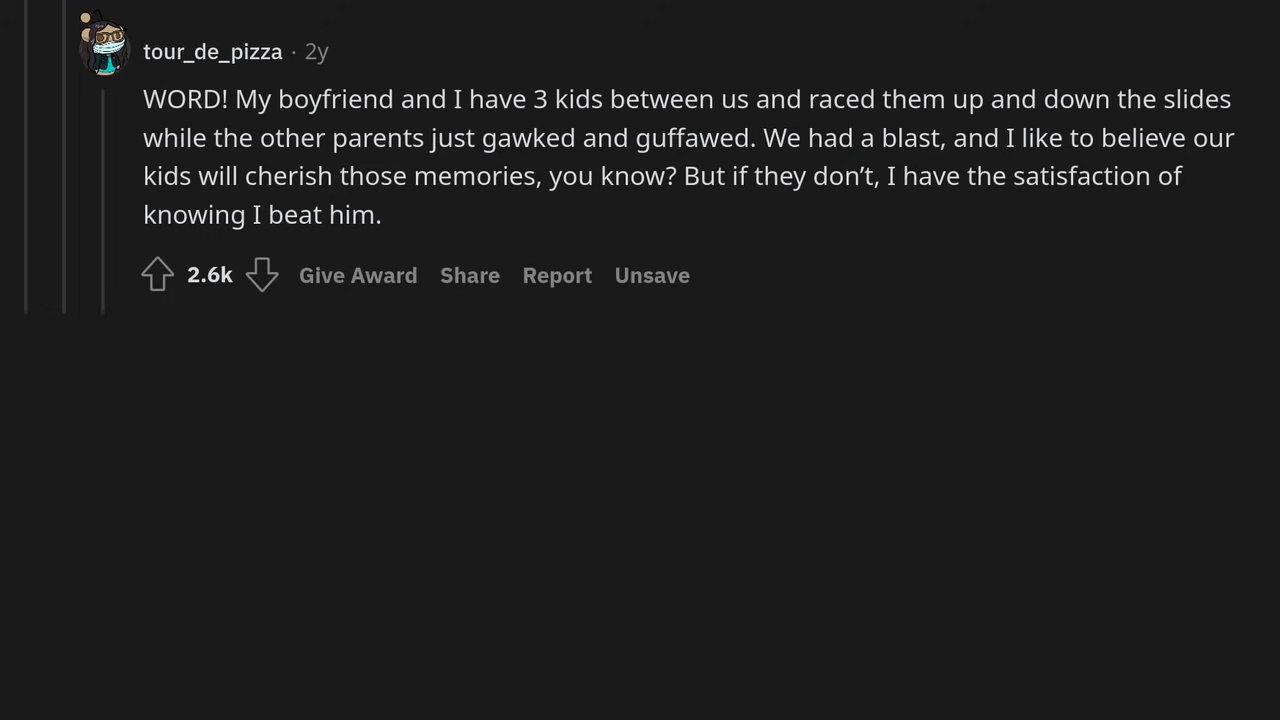 tour_de_pizza · 2y
WORD! My boyfriend and I have 3 kids between us and raced them up and down the slides
while the other parents just gawked and guffawed. We had a blast, and I like to believe our
kids will cherish those memories, you know? But if they don’t, I have the satisfaction of
knowing I beat him.
2.6k Give Award Share Report Unsave